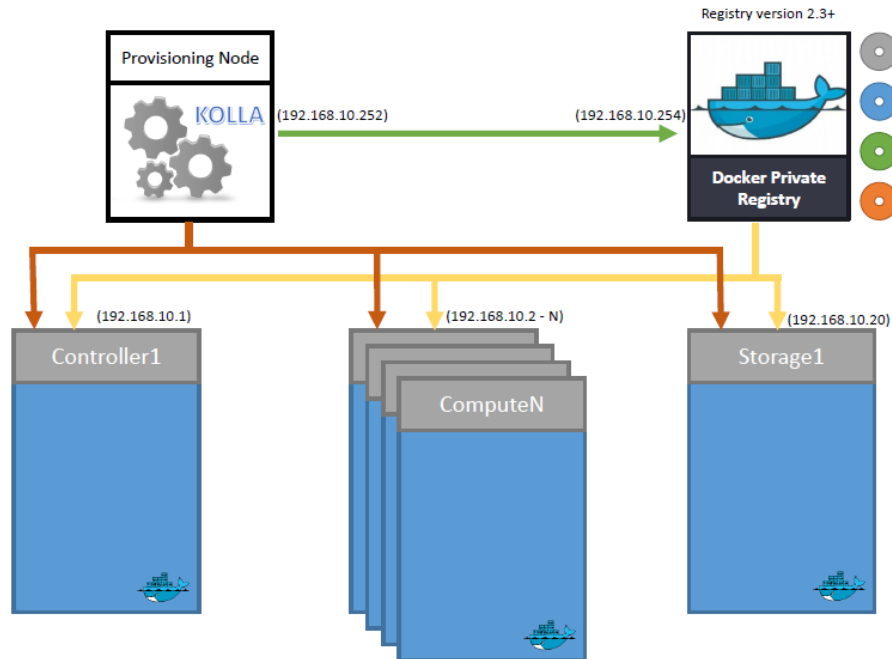 Registry version 2.3+
Provisioning Node
KOLLA
(192.168.10.252)
(192.168.10.254)
Docker Private
Registry
(192.168.10.1)
(192.168.10.2 - N)
(192.168.10.20)
Controller1
ComputeN
Storage1